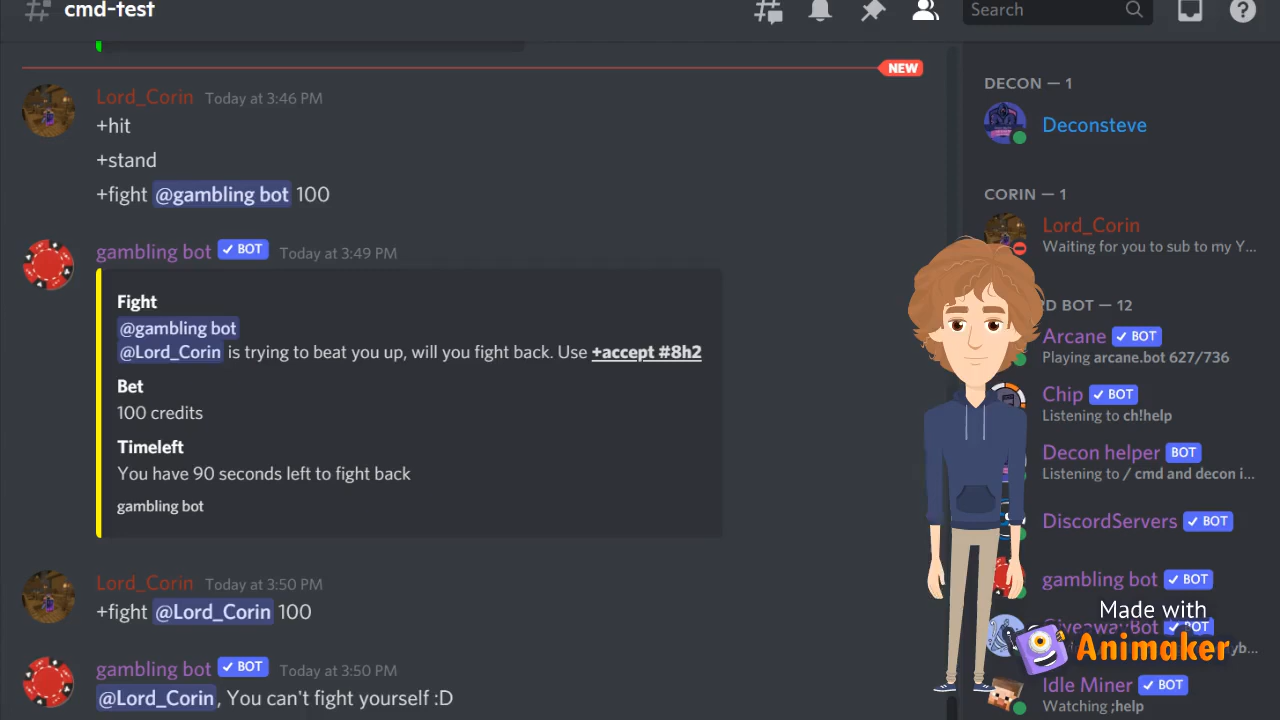 cmd-test
Search
NEW
Lord_Corin Today at 3:46 PM
+hit
+stand
+fight @gambling bot 100
gambling bot BOT Today at 3:49 PM
Fight
@gambling bot
@Lord_Corin is trying to beat you up, will you fight back. Use +accept #8h2
Bet
100 credits
Timeleft
You have 90 seconds left to fight back
gambling bot
Lord_Corin Today at 3:50 PM
+fight @Lord_Corin 100
gambling bot BOT Today at 3:50 PM
@Lord_Corin, You can't fight yourself :D
DECON — 1
Deconsteve
CORIN — 1
Lord_Corin
Waiting for you to sub to my Y...
D BOT — 12
Arcane BOT
Playing arcane.bot 627/736
Chip BOT
Listening to ch!help
Decon helper BOT
Listening to / cmd and decon i...
DiscordServers BOT
gambling bot BOT
Made with
GiveawayBot BOT
Animaker
yb...
Idle Miner BOT
Watching ;help